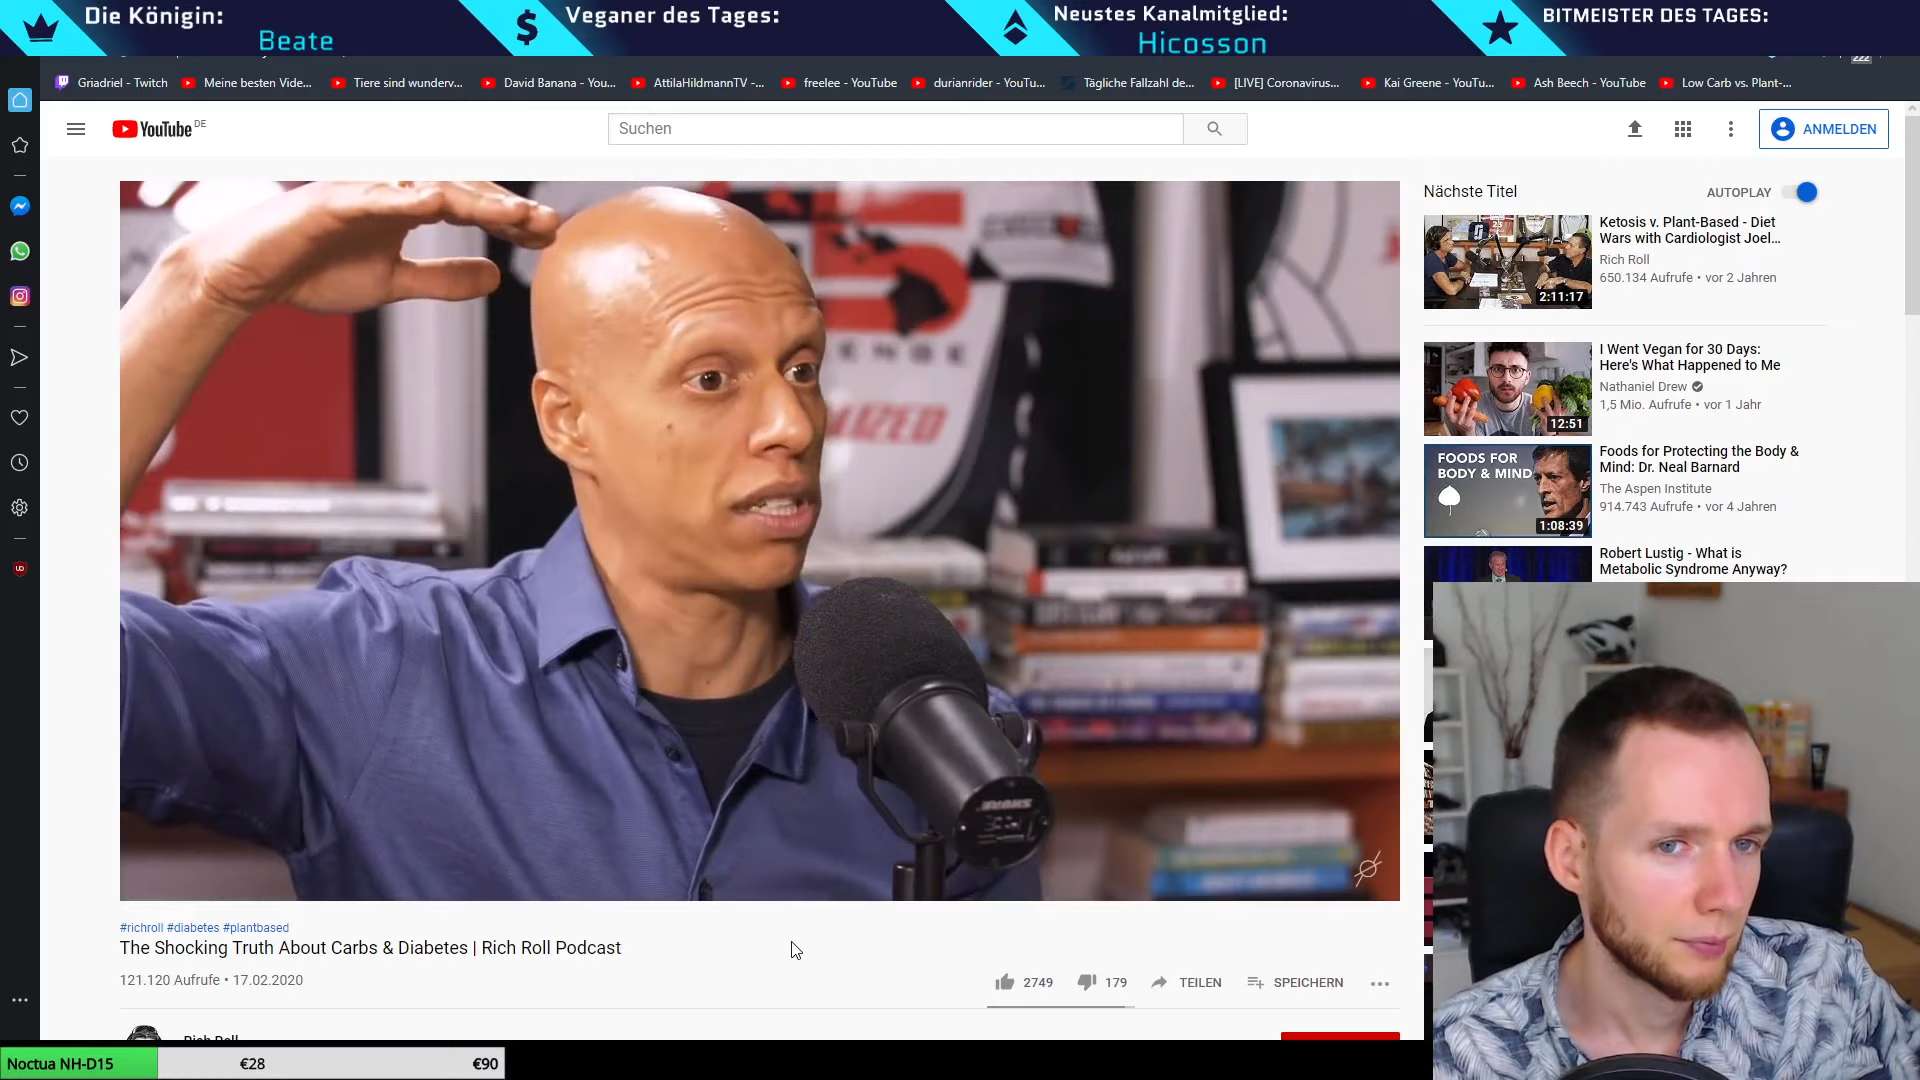 Die Königin:
Beate
Veganer des Tages:
Neustes Kanalmitglied:
Hicosson
BITMEISTER DES TAGES:
Griadriel - Twitch
Meine besten Vide...
Tiere sind wunderv...
David Banana - You...
AttilaHildmannTV -...
freelee - YouTube
durianrider - YouTu...
Tägliche Fallzahl de...
[LIVE] Coronavirus...
Kai Greene - YouTu...
Ash Beech - YouTube
Low Carb vs. Plant-...
YouTube DE
Suchen
ANMELDEN
Nächste Titel
AUTOPLAY
Ketosis v. Plant-Based - Diet
Wars with Cardiologist Joel...
Rich Roll
650.134 Aufrufe • vor 2 Jahren
2:11:17
I Went Vegan for 30 Days:
Here's What Happened to Me
Nathaniel Drew
1,5 Mio. Aufrufe • vor 1 Jahr
12:51
FOODS FOR
BODY & MIND
1:08:39
Foods for Protecting the Body &
Mind: Dr. Neal Barnard
The Aspen Institute
914.743 Aufrufe • vor 4 Jahren
Robert Lustig - What is
Metabolic Syndrome Anyway?
#richroll #diabetes #plantbased
The Shocking Truth About Carbs & Diabetes | Rich Roll Podcast
121.120 Aufrufe • 17.02.2020
2749
179
TEILEN
SPEICHERN
Rich Roll
Noctua NH-D15
€28
€90